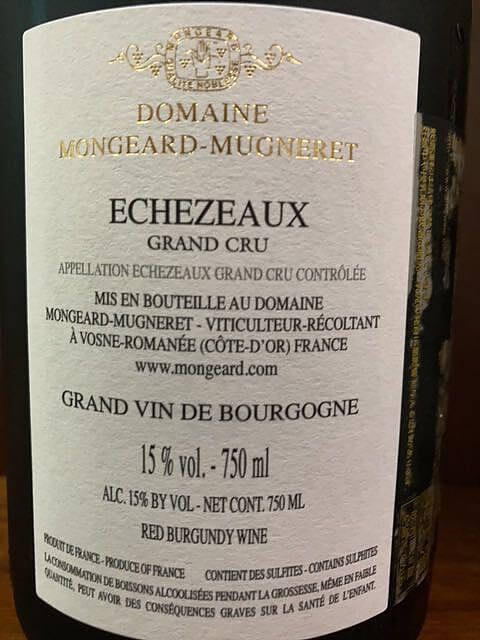 DOMAINE
MONGEARD-MUGNERET
ECHEZEAUX
GRAND CRU
APPELLATION ECHEZEAUX GRAND CRU CONTRÔLÉE
MIS EN BOUTEILLE AU DOMAINE
MONGEARD-MUGNERET - VITICULTEUR-RÉCOLTANT
À VOSNE-ROMANÉE (CÔTE-D'OR) FRANCE
www.mongeard.com
GRAND VIN DE BOURGOGNE
15 % vol. - 750 ml
ALC. 15% BY VOL - NET CONT. 750 ML
RED BURGUNDY WINE
PRODUIT DE FRANCE - PRODUCE OF FRANCE CONTIENT DES SULFITES - CONTAINS SULPHITES
LA CONSOMMATION DE BOISSONS ALCOOLISÉES PENDANT LA GROSSESSE, MÊME EN FAIBLE
QUANTITÉ, PEUT AVOIR DES CONSÉQUENCES GRAVES SUR LA SANTÉ DE L'ENFANT.